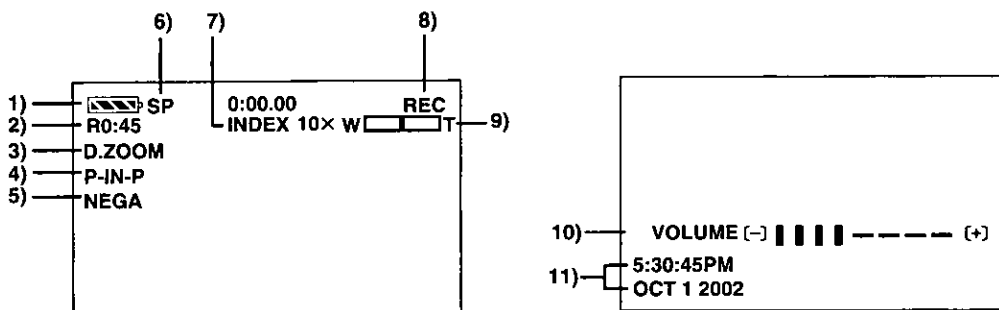 6) 7) 8)
1) SP 0:00.00 REC
2) R0:45 INDEX 10× W T 9)
3) D.ZOOM
4) P-IN-P
5) NEGA
10) VOLUME [−] [+]
11) 5:30:45PM
OCT 1 2002